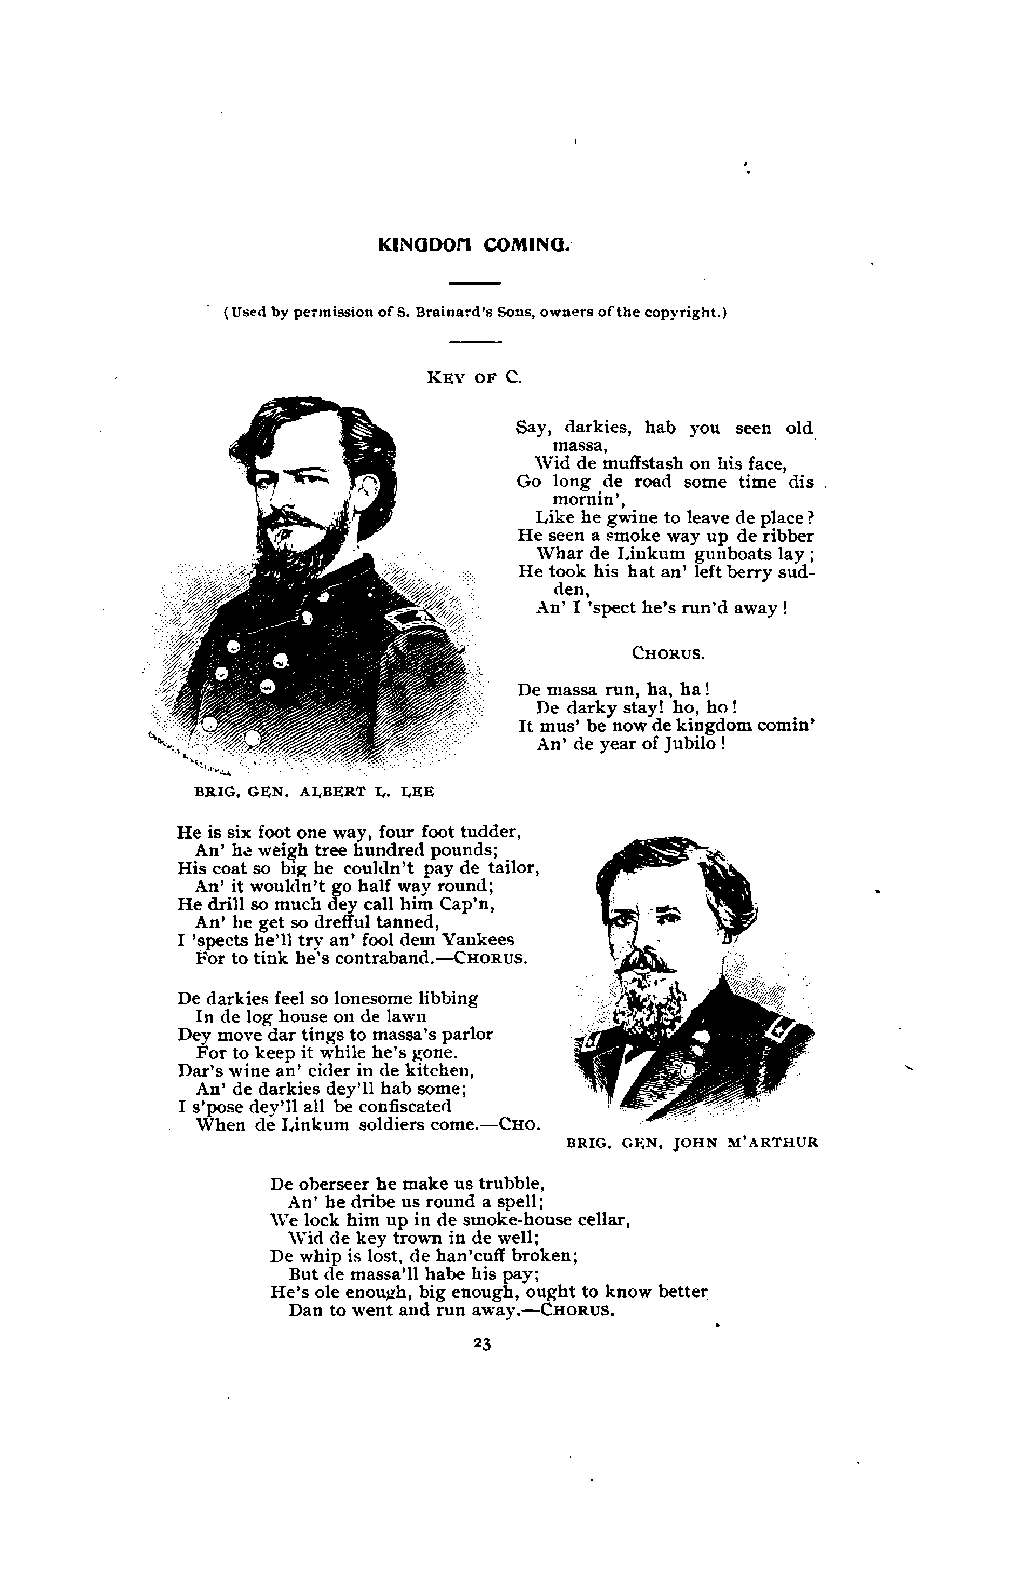 KINGDOM COMING.
(Used by permission of S. Brainard's Sons, owners of the copyright.)
KEY OF C.
Say, darkies, hab you seen old
massa,
Wid de muffstash on his face,
Go long de road some time dis
mornin',
Like he gwine to leave de place?
He seen a smoke way up de ribber
Whar de Linkum gunboats lay;
He took his hat an' left berry sud-
den,
An' I 'spect he's run'd away!
CHORUS.
De massa run, ha, ha!
De darky stay! ho, ho!
It mus' be now de kingdom comin'
An' de year of Jubilo!
BRIG. GEN. ALBERT L. LEE
He is six foot one way, four foot tudder,
An' he weigh tree hundred pounds;
His coat so big he couldn't pay de tailor,
An' it wouldn't go half way round;
He drill so much dey call him Cap'n,
An' he get so drefful tanned,
I 'spects he'll try an' fool dem Yankees
For to tink he's contraband.—CHORUS.
De darkies feel so lonesome libbing
In de log house on de lawn
Dey move dar tings to massa's parlor
For to keep it while he's gone.
Dar's wine an' cider in de kitchen,
An' de darkies dey'll hab some;
I s'pose dey'll all be confiscated
When de Linkum soldiers come.—CHO.
BRIG. GEN. JOHN M'ARTHUR
De oberseer he make us trubble,
An' he dribe us round a spell;
We lock him up in de smoke-house cellar,
Wid de key trown in de well;
De whip is lost, de han'cuff broken;
But de massa'll habe his pay;
He's ole enough, big enough, ought to know better
Dan to went and run away.—CHORUS.
23